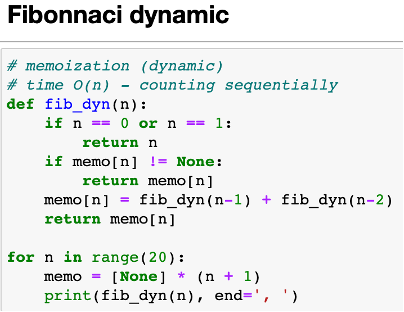 Fibonnaci dynamic
# memoization (dynamic)
# time O(n) - counting sequentially
def fib_dyn(n):
    if n == 0 or n == 1:
        return n
    if memo[n] != None:
        return memo[n]
    memo[n] = fib_dyn(n-1) + fib_dyn(n-2)
    return memo[n]

for n in range(20):
    memo = [None] * (n + 1)
    print(fib_dyn(n), end=', ')